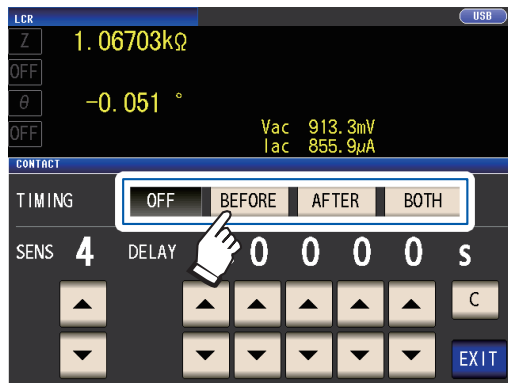 LCR USB
Z 1.06703kΩ
OFF
θ -0.051 °
OFF
Vac 913.3mV
Iac 855.9μA
CONTACT
TIMING OFF BEFORE AFTER BOTH
SENS 4 DELAY 0 0 0 0 s
C
EXIT